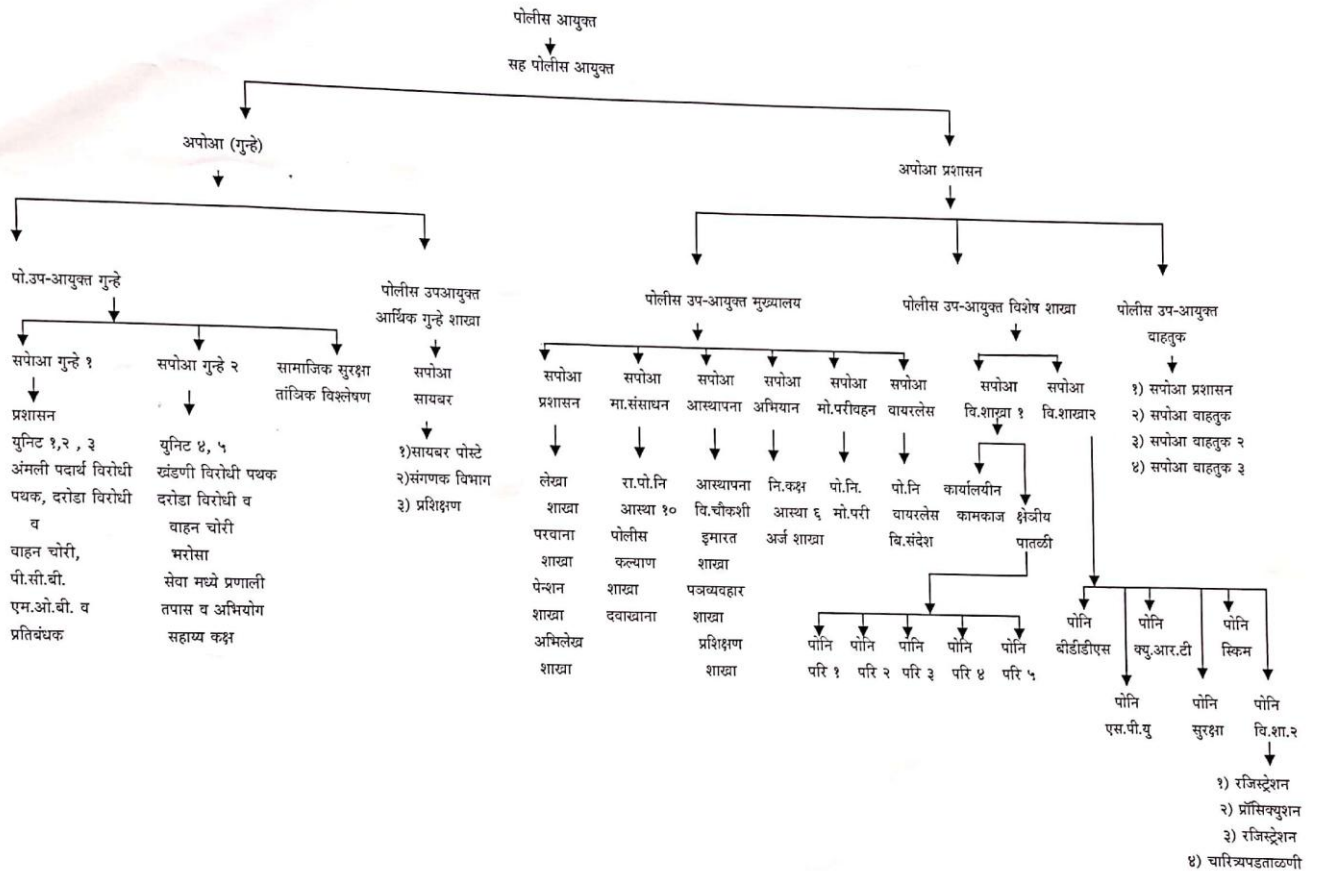 पोलीस आयुक्त
सह पोलीस आयुक्त
अपोआ (गुन्हे)
अपोआ प्रशासन
पो.उप-आयुक्त गुन्हे
पोलीस उपआयुक्त
आर्थिक गुन्हे शाखा
पोलीस उप-आयुक्त मुख्यालय
पोलीस उप-आयुक्त विशेष शाखा
पोलीस उप-आयुक्त
वाहतुक
सपोआ गुन्हे १
प्रशासन
युनिट १,२ , ३
अंमली पदार्थ विरोधी
पथक, दरोडा विरोधी
व
वाहन चोरी,
पी.सी.बी.
एम.ओ.बी. व
प्रतिबंधक
सपोआ गुन्हे २
युनिट ४, ५
खंडणी विरोधी पथक
दरोडा विरोधी व
वाहन चोरी
भरोसा
सेवा मध्ये प्रणाली
तपास व अभियोग
सहाय्य कक्ष
सामाजिक सुरक्षा
तांत्रिक विश्लेषण
सपोआ
सायबर
१)सायबर पोस्टे
२)संगणक विभाग
३) प्रशिक्षण
सपोआ
प्रशासन
लेखा
शाखा
परवाना
शाखा
पेन्शन
शाखा
अभिलेख
शाखा
सपोआ
मा.संसाधन
रा.पो.नि
आस्था १०
पोलीस
कल्याण
शाखा
दवाखाना
सपोआ
आस्थापना
आस्थापना
वि.चौकशी
इमारत
शाखा
पत्रव्यवहार
शाखा
प्रशिक्षण
शाखा
सपोआ
अभियान
नि.कक्ष
आस्था ६
अर्ज शाखा
सपोआ
मो.परीवहन
पो.नि.
मो.परी
सपोआ
वायरलेस
पो.नि
वायरलेस
बि.संदेश
सपोआ
वि.शाखा १
कार्यालयीन
कामकाज
क्षेत्रीय
पातळी
पोनि
परि १
पोनि
परि २
पोनि
परि ३
पोनि
परि ४
पोनि
परि ५
सपोआ
वि.शाखा२
पोनि
बीडीडीएस
पोनि
क्यु.आर.टी
पोनि
स्किम
पोनि
एस.पी.यु
पोनि
सुरक्षा
पोनि
वि.शा.२
१) रजिस्ट्रेशन
२) प्रॉसिक्युशन
३) रजिस्ट्रेशन
४) चारित्र्यपडताळणी
१) सपोआ प्रशासन
२) सपोआ वाहतुक
३) सपोआ वाहतुक २
४) सपोआ वाहतुक ३